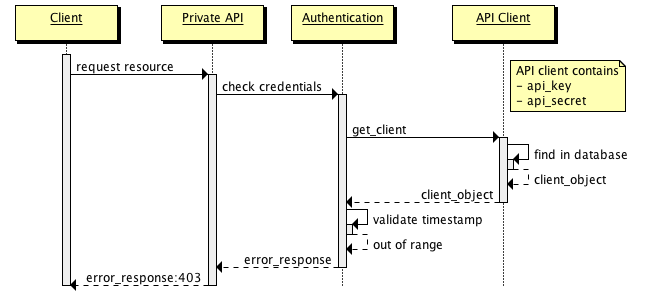 Client
Private API
Authentication
API Client
request resource
API client contains
- api_key
- api_secret
check credentials
get_client
find in database
client_object
client_object
validate timestamp
out of range
error_response
error_response:403